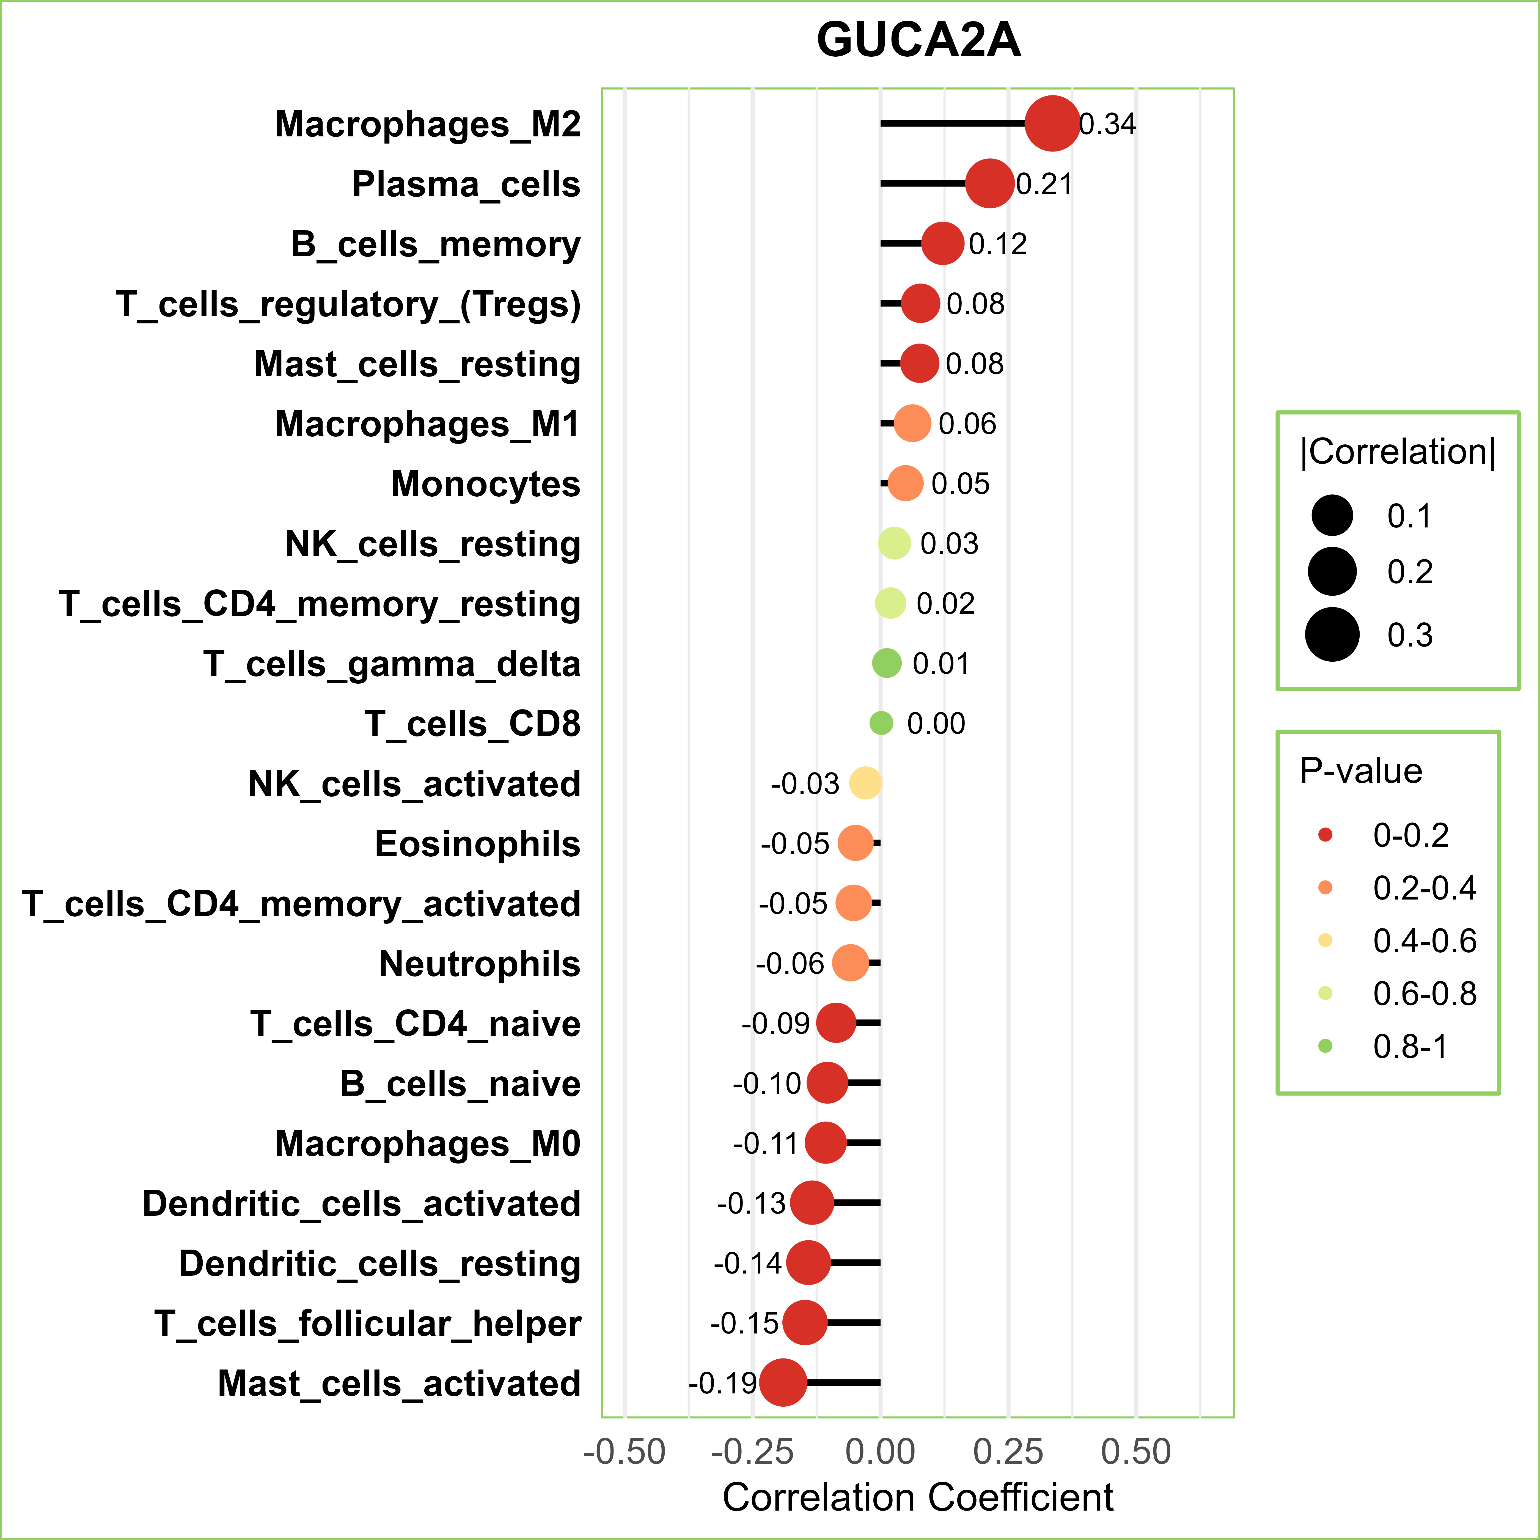 GUCA2A
Macrophages_M2 0.34
Plasma_cells 0.21
B_cells_memory 0.12
T_cells_regulatory_(Tregs) 0.08
Mast_cells_resting 0.08
Macrophages_M1 0.06
Monocytes 0.05
NK_cells_resting 0.03
T_cells_CD4_memory_resting 0.02
T_cells_gamma_delta 0.01
T_cells_CD8 0.00
NK_cells_activated -0.03
Eosinophils -0.05
T_cells_CD4_memory_activated -0.05
Neutrophils -0.06
T_cells_CD4_naive -0.09
B_cells_naive -0.10
Macrophages_M0 -0.11
Dendritic_cells_activated -0.13
Dendritic_cells_resting -0.14
T_cells_follicular_helper -0.15
Mast_cells_activated -0.19
-0.50 -0.25 0.00 0.25 0.50
Correlation Coefficient
|Correlation|
0.1
0.2
0.3
P-value
0-0.2
0.2-0.4
0.4-0.6
0.6-0.8
0.8-1